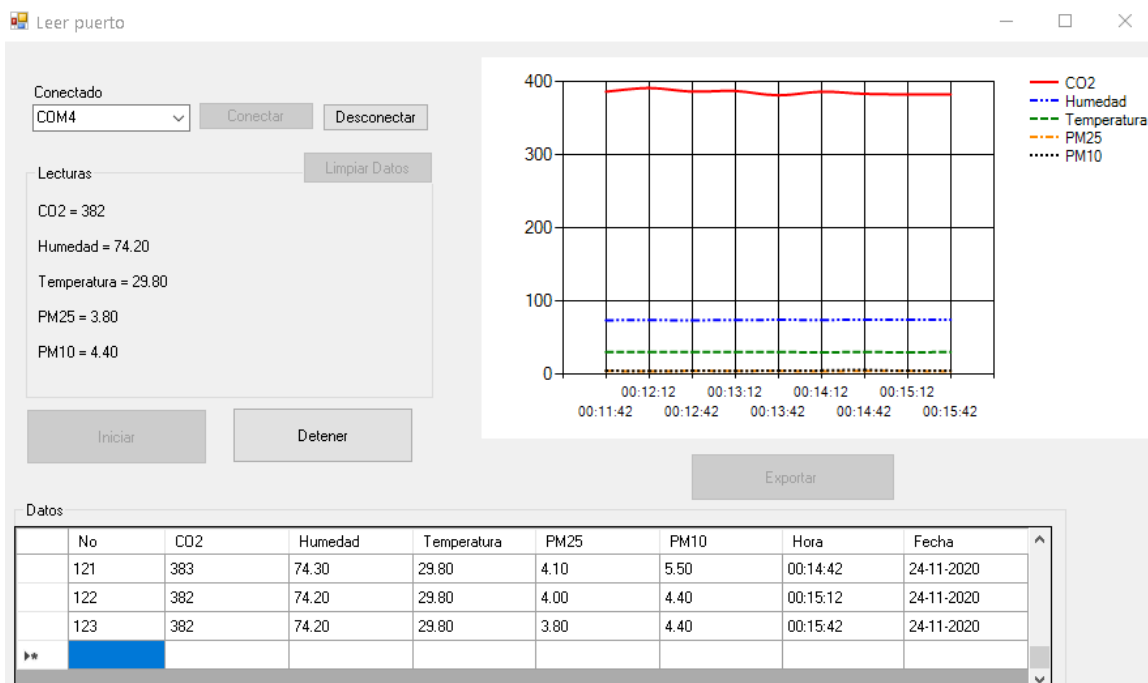 Leer puerto
Conectado
COM4 Conectar Desconectar
Limpiar Datos
Lecturas
CO2 = 382
Humedad = 74.20
Temperatura = 29.80
PM25 = 3.80
PM10 = 4.40
Iniciar Detener
400
300
200
100
0
00:12:12 00:13:12 00:14:12 00:15:12
00:11:42 00:12:42 00:13:42 00:14:42 00:15:42
CO2
Humedad
Temperatura
PM25
PM10
Exportar
Datos
No CO2 Humedad Temperatura PM25 PM10 Hora Fecha
121 383 74.30 29.80 4.10 5.50 00:14:42 24-11-2020
122 382 74.20 29.80 4.00 4.40 00:15:12 24-11-2020
123 382 74.20 29.80 3.80 4.40 00:15:42 24-11-2020